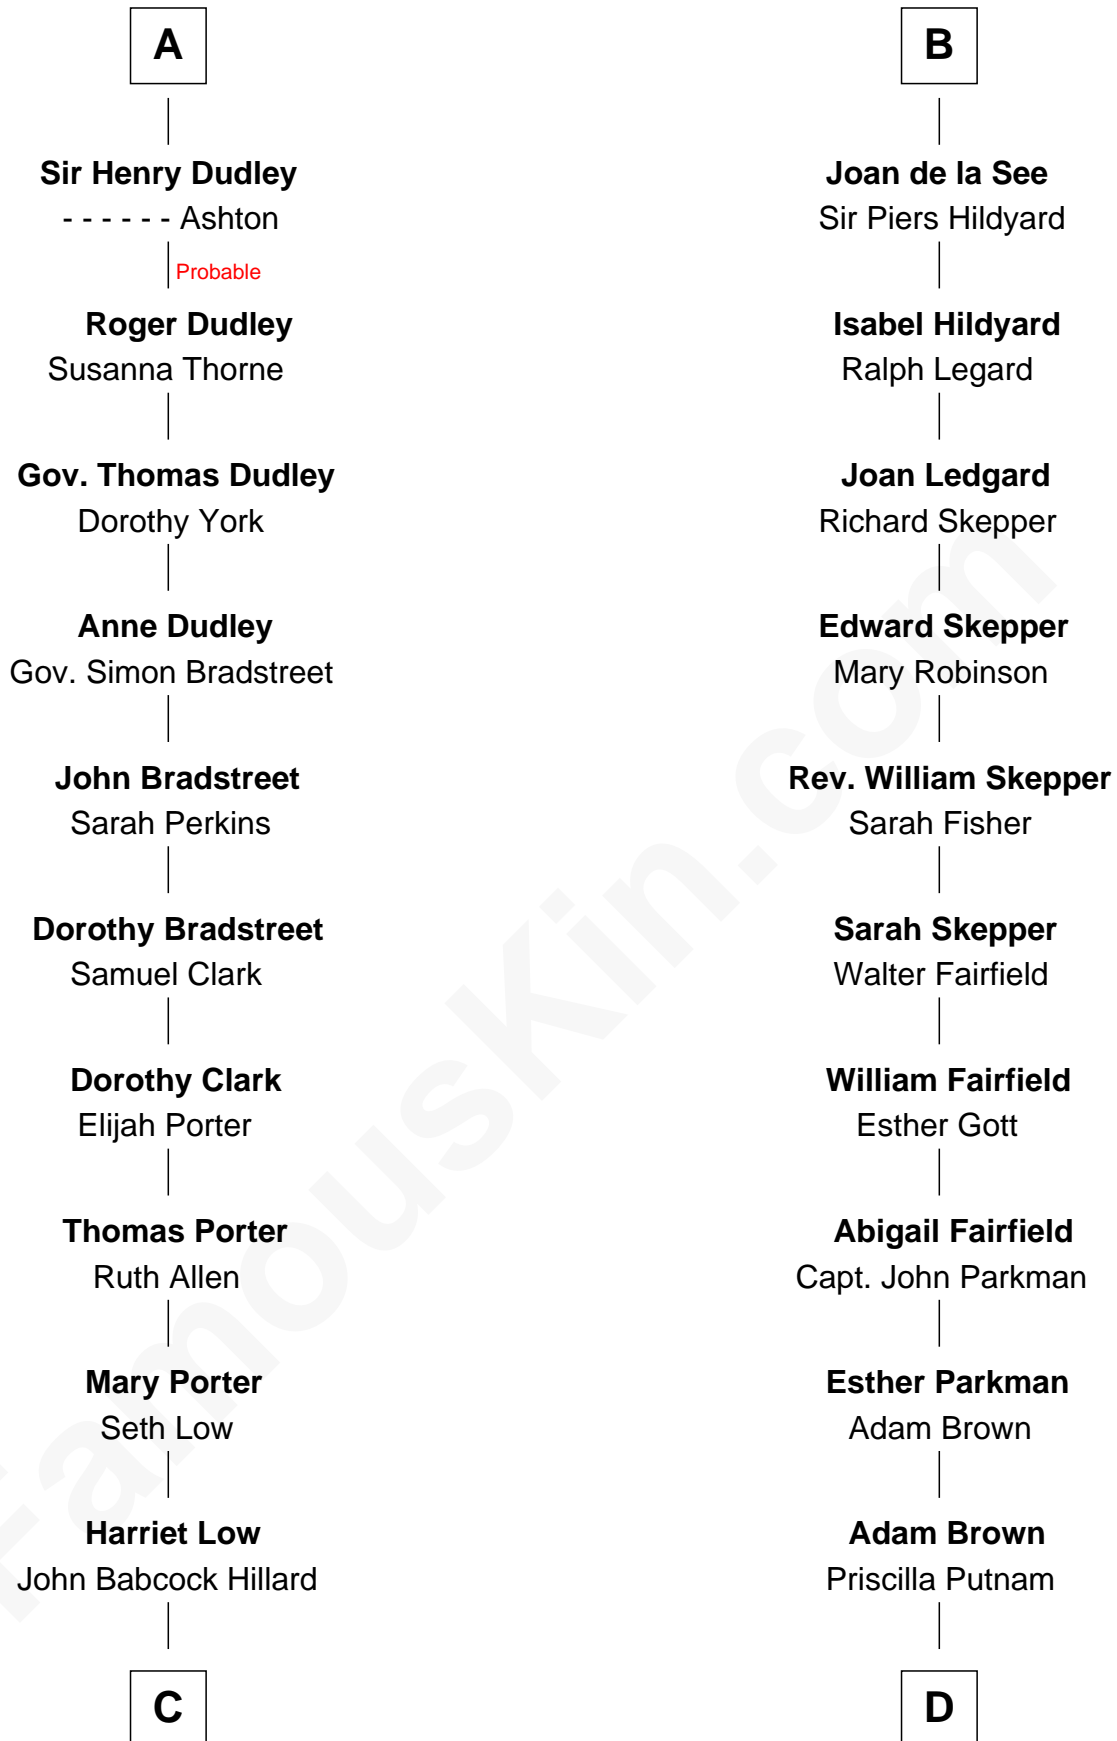 A
Sir Henry Dudley
- - - - - - Ashton
Probable
Roger Dudley
Susanna Thorne
Gov. Thomas Dudley
Dorothy York
Anne Dudley
Gov. Simon Bradstreet
John Bradstreet
Sarah Perkins
Dorothy Bradstreet
Samuel Clark
Dorothy Clark
Elijah Porter
Thomas Porter
Ruth Allen
Mary Porter
Seth Low
Harriet Low
John Babcock Hillard
C
B
Joan de la See
Sir Piers Hildyard
Isabel Hildyard
Ralph Legard
Joan Ledgard
Richard Skepper
Edward Skepper
Mary Robinson
Rev. William Skepper
Sarah Fisher
Sarah Skepper
Walter Fairfield
William Fairfield
Esther Gott
Abigail Fairfield
Capt. John Parkman
Esther Parkman
Adam Brown
Adam Brown
Priscilla Putnam
D
FamousKin.com